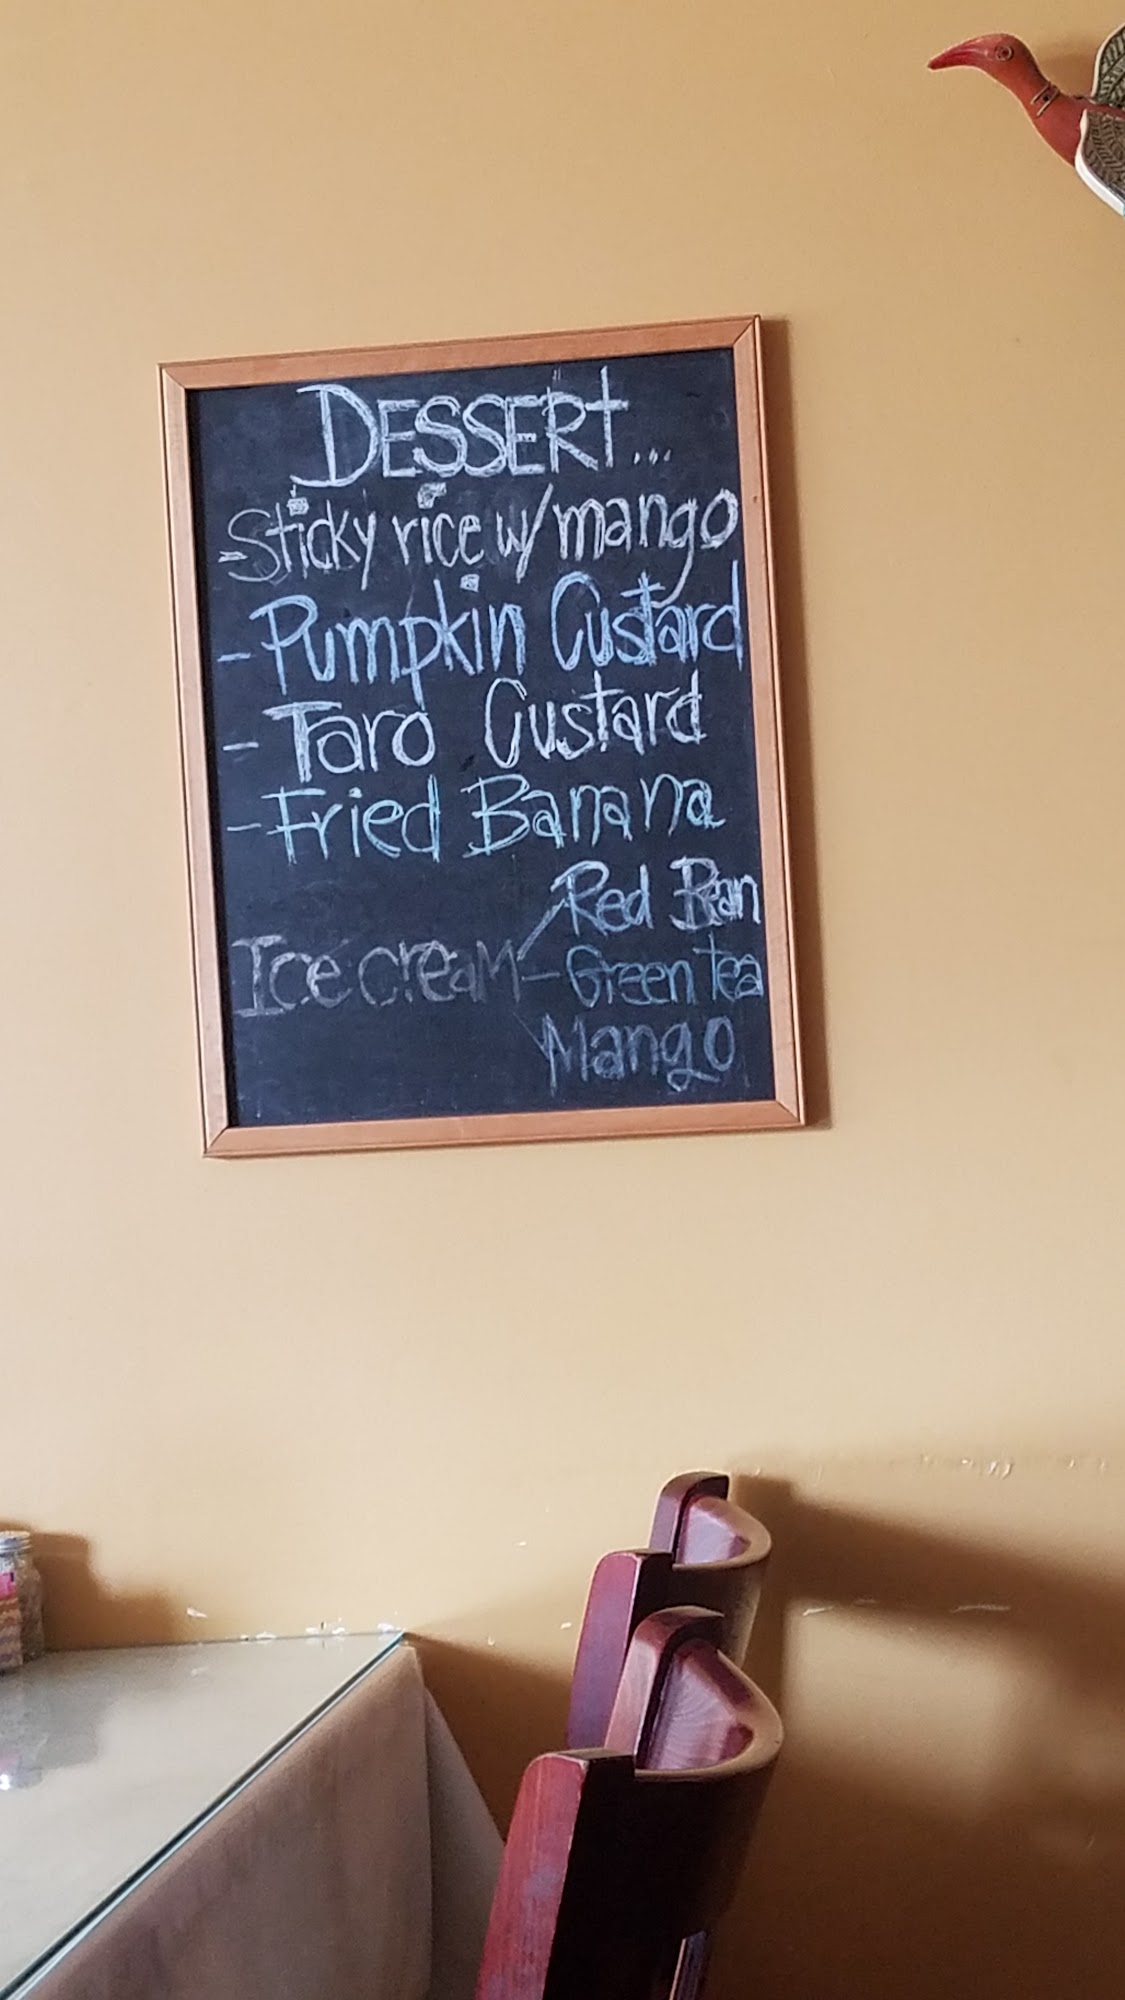 DESSERT...
- Sticky rice w/ mango
- Pumpkin Custard
- Taro Custard
- Fried Banana
Red Bean
Ice cream - Green tea
Mango